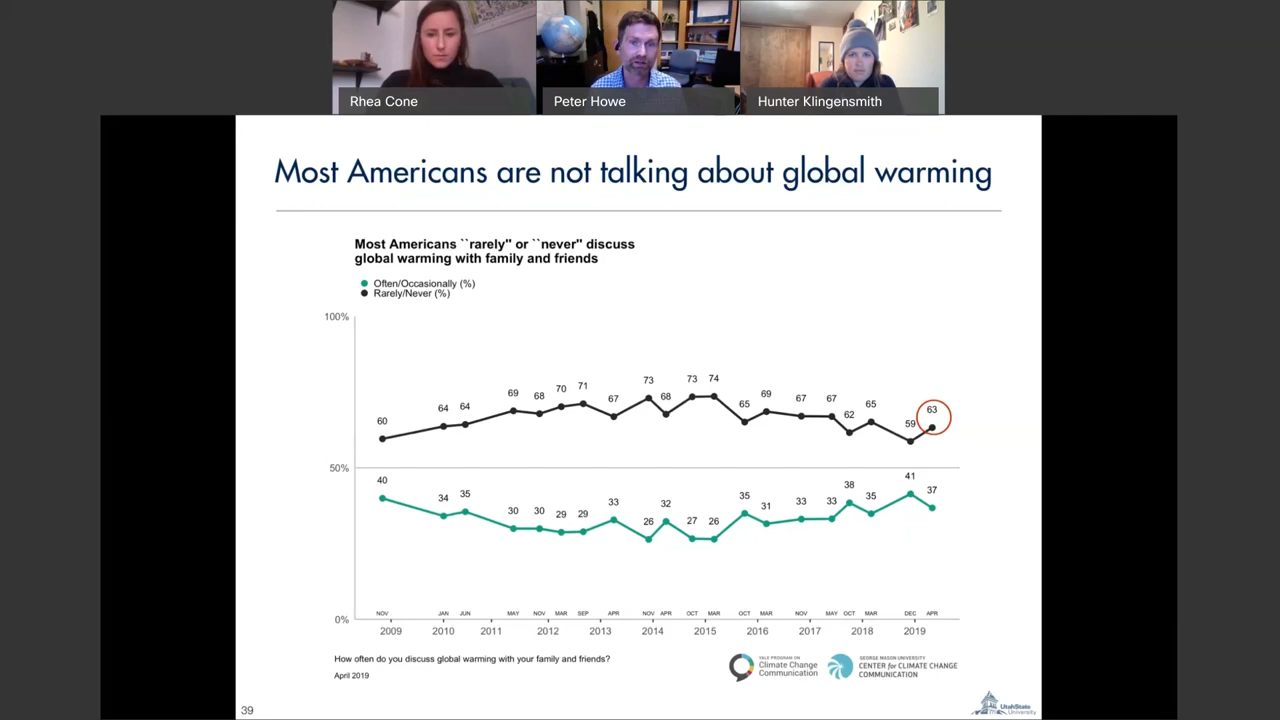 Rhea Cone
Peter Howe
Hunter Klingensmith
Most Americans are not talking about global warming
Most Americans ``rarely'' or ``never'' discuss
global warming with family and friends
Often/Occasionally (%)
Rarely/Never (%)
100%
50%
0%
60 64 64 69 68 70 71 67 73 68 73 74 65 69 67 67 62 65 59 63
40 34 35 30 30 29 29 33 26 32 27 26 35 31 33 33 38 35 41 37
NOV JAN JUN MAY NOV MAR SEP APR NOV APR OCT MAR OCT MAR NOV MAY OCT MAR DEC APR
2009 2010 2011 2012 2013 2014 2015 2016 2017 2018 2019
How often do you discuss global warming with your family and friends?
April 2019
YALE PROGRAM ON
Climate Change
Communication
GEORGE MASON UNIVERSITY
CENTER for CLIMATE CHANGE
COMMUNICATION
39
UtahState
University